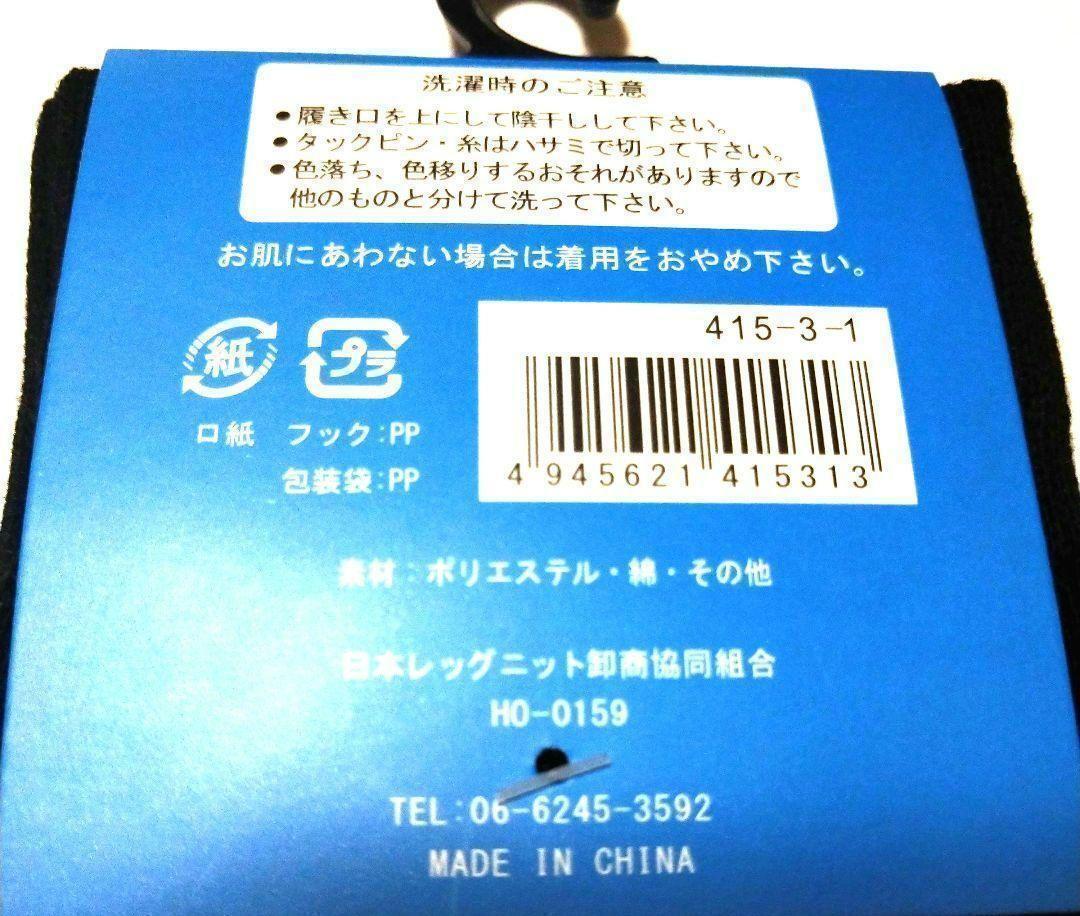 洗濯時のご注意
●履き口を上にして陰干しして下さい。
●タックピン・糸はハサミで切って下さい。
●色落ち、色移りするおそれがありますので
他のものと分けて洗って下さい。
お肌にあわない場合は着用をおやめ下さい。
415-3-1
紙 プラ
口紙 フック:PP
包装袋:PP
4 945621 415313
素材:ポリエステル・綿・その他
日本レッグニット卸商協同組合
HO-0159
TEL:06-6245-3592
MADE IN CHINA